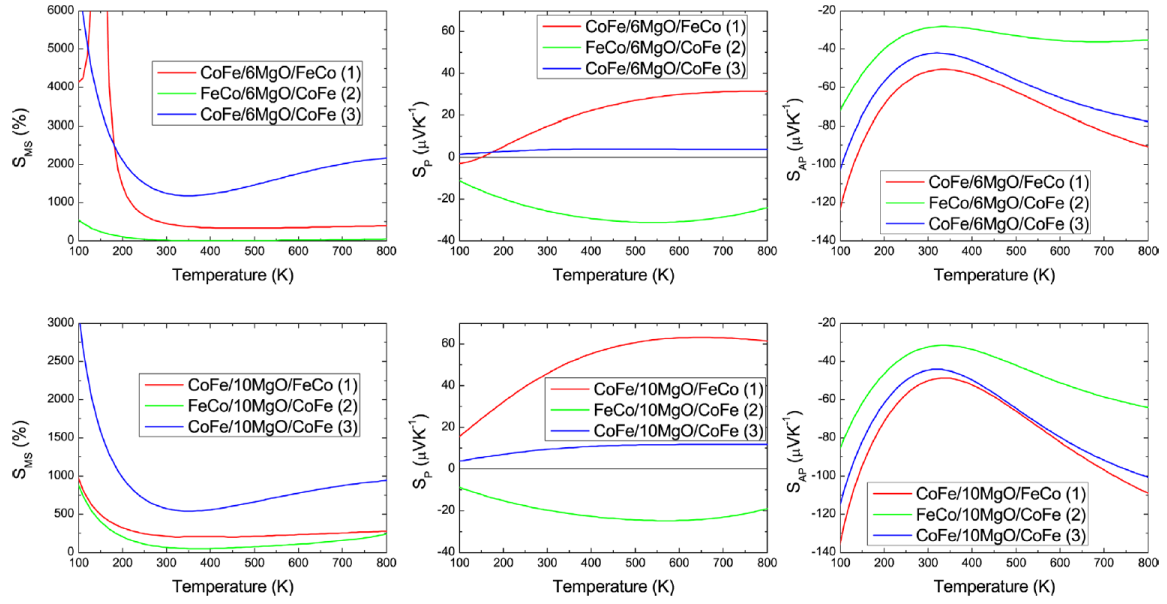 6000
5000
4000
3000
2000
1000
0
S_MS (%)
CoFe/6MgO/FeCo (1)
FeCo/6MgO/CoFe (2)
CoFe/6MgO/CoFe (3)
100 200 300 400 500 600 700 800
Temperature (K)
60
40
20
0
-20
-40
S_P (μVK⁻¹)
CoFe/6MgO/FeCo (1)
FeCo/6MgO/CoFe (2)
CoFe/6MgO/CoFe (3)
100 200 300 400 500 600 700 800
Temperature (K)
-20
-40
-60
-80
-100
-120
-140
S_AP (μVK⁻¹)
CoFe/6MgO/FeCo (1)
FeCo/6MgO/CoFe (2)
CoFe/6MgO/CoFe (3)
100 200 300 400 500 600 700 800
Temperature (K)
3000
2500
2000
1500
1000
500
0
S_MS (%)
CoFe/10MgO/FeCo (1)
FeCo/10MgO/CoFe (2)
CoFe/10MgO/CoFe (3)
100 200 300 400 500 600 700 800
Temperature (K)
60
40
20
0
-20
-40
S_P (μVK⁻¹)
CoFe/10MgO/FeCo (1)
FeCo/10MgO/CoFe (2)
CoFe/10MgO/CoFe (3)
100 200 300 400 500 600 700 800
Temperature (K)
-20
-40
-60
-80
-100
-120
-140
S_AP (μVK⁻¹)
CoFe/10MgO/FeCo (1)
FeCo/10MgO/CoFe (2)
CoFe/10MgO/CoFe (3)
100 200 300 400 500 600 700 800
Temperature (K)